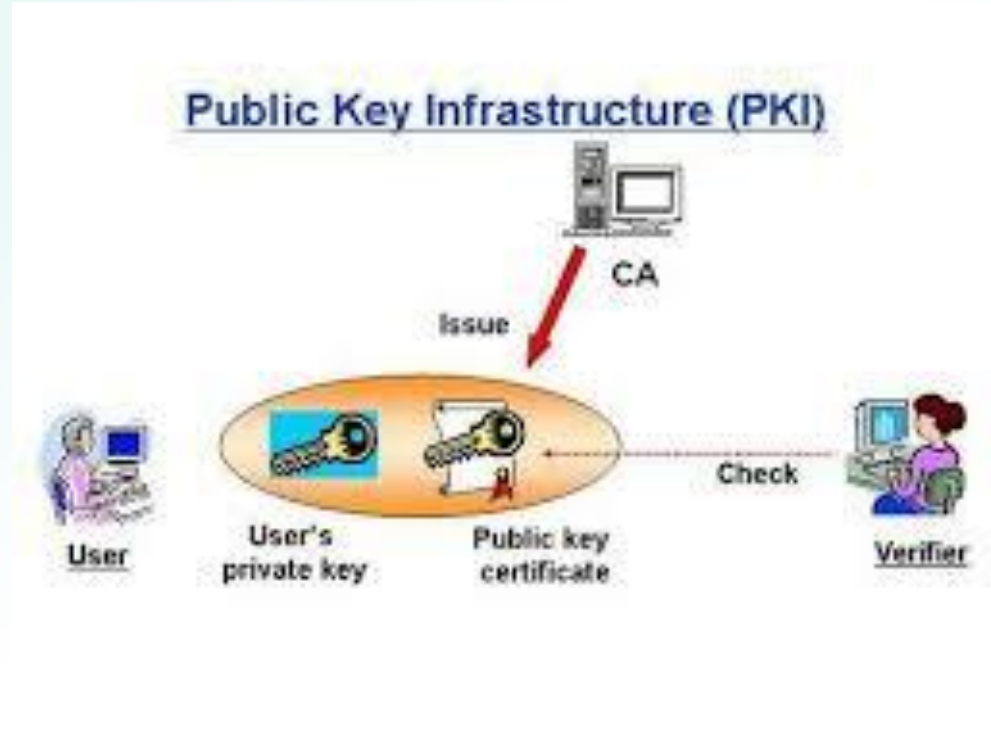 Public Key Infrastructure (PKI)
CA
Issue
Check
User
User's
private key
Public key
certificate
Verifier